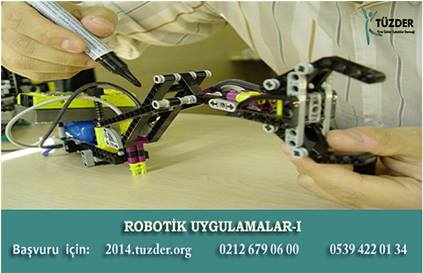 TÜZDER
ROBOTİK UYGULAMALAR-I
Başvuru için: 2014.tuzder.org 0212 679 06 00 0539 422 01 34